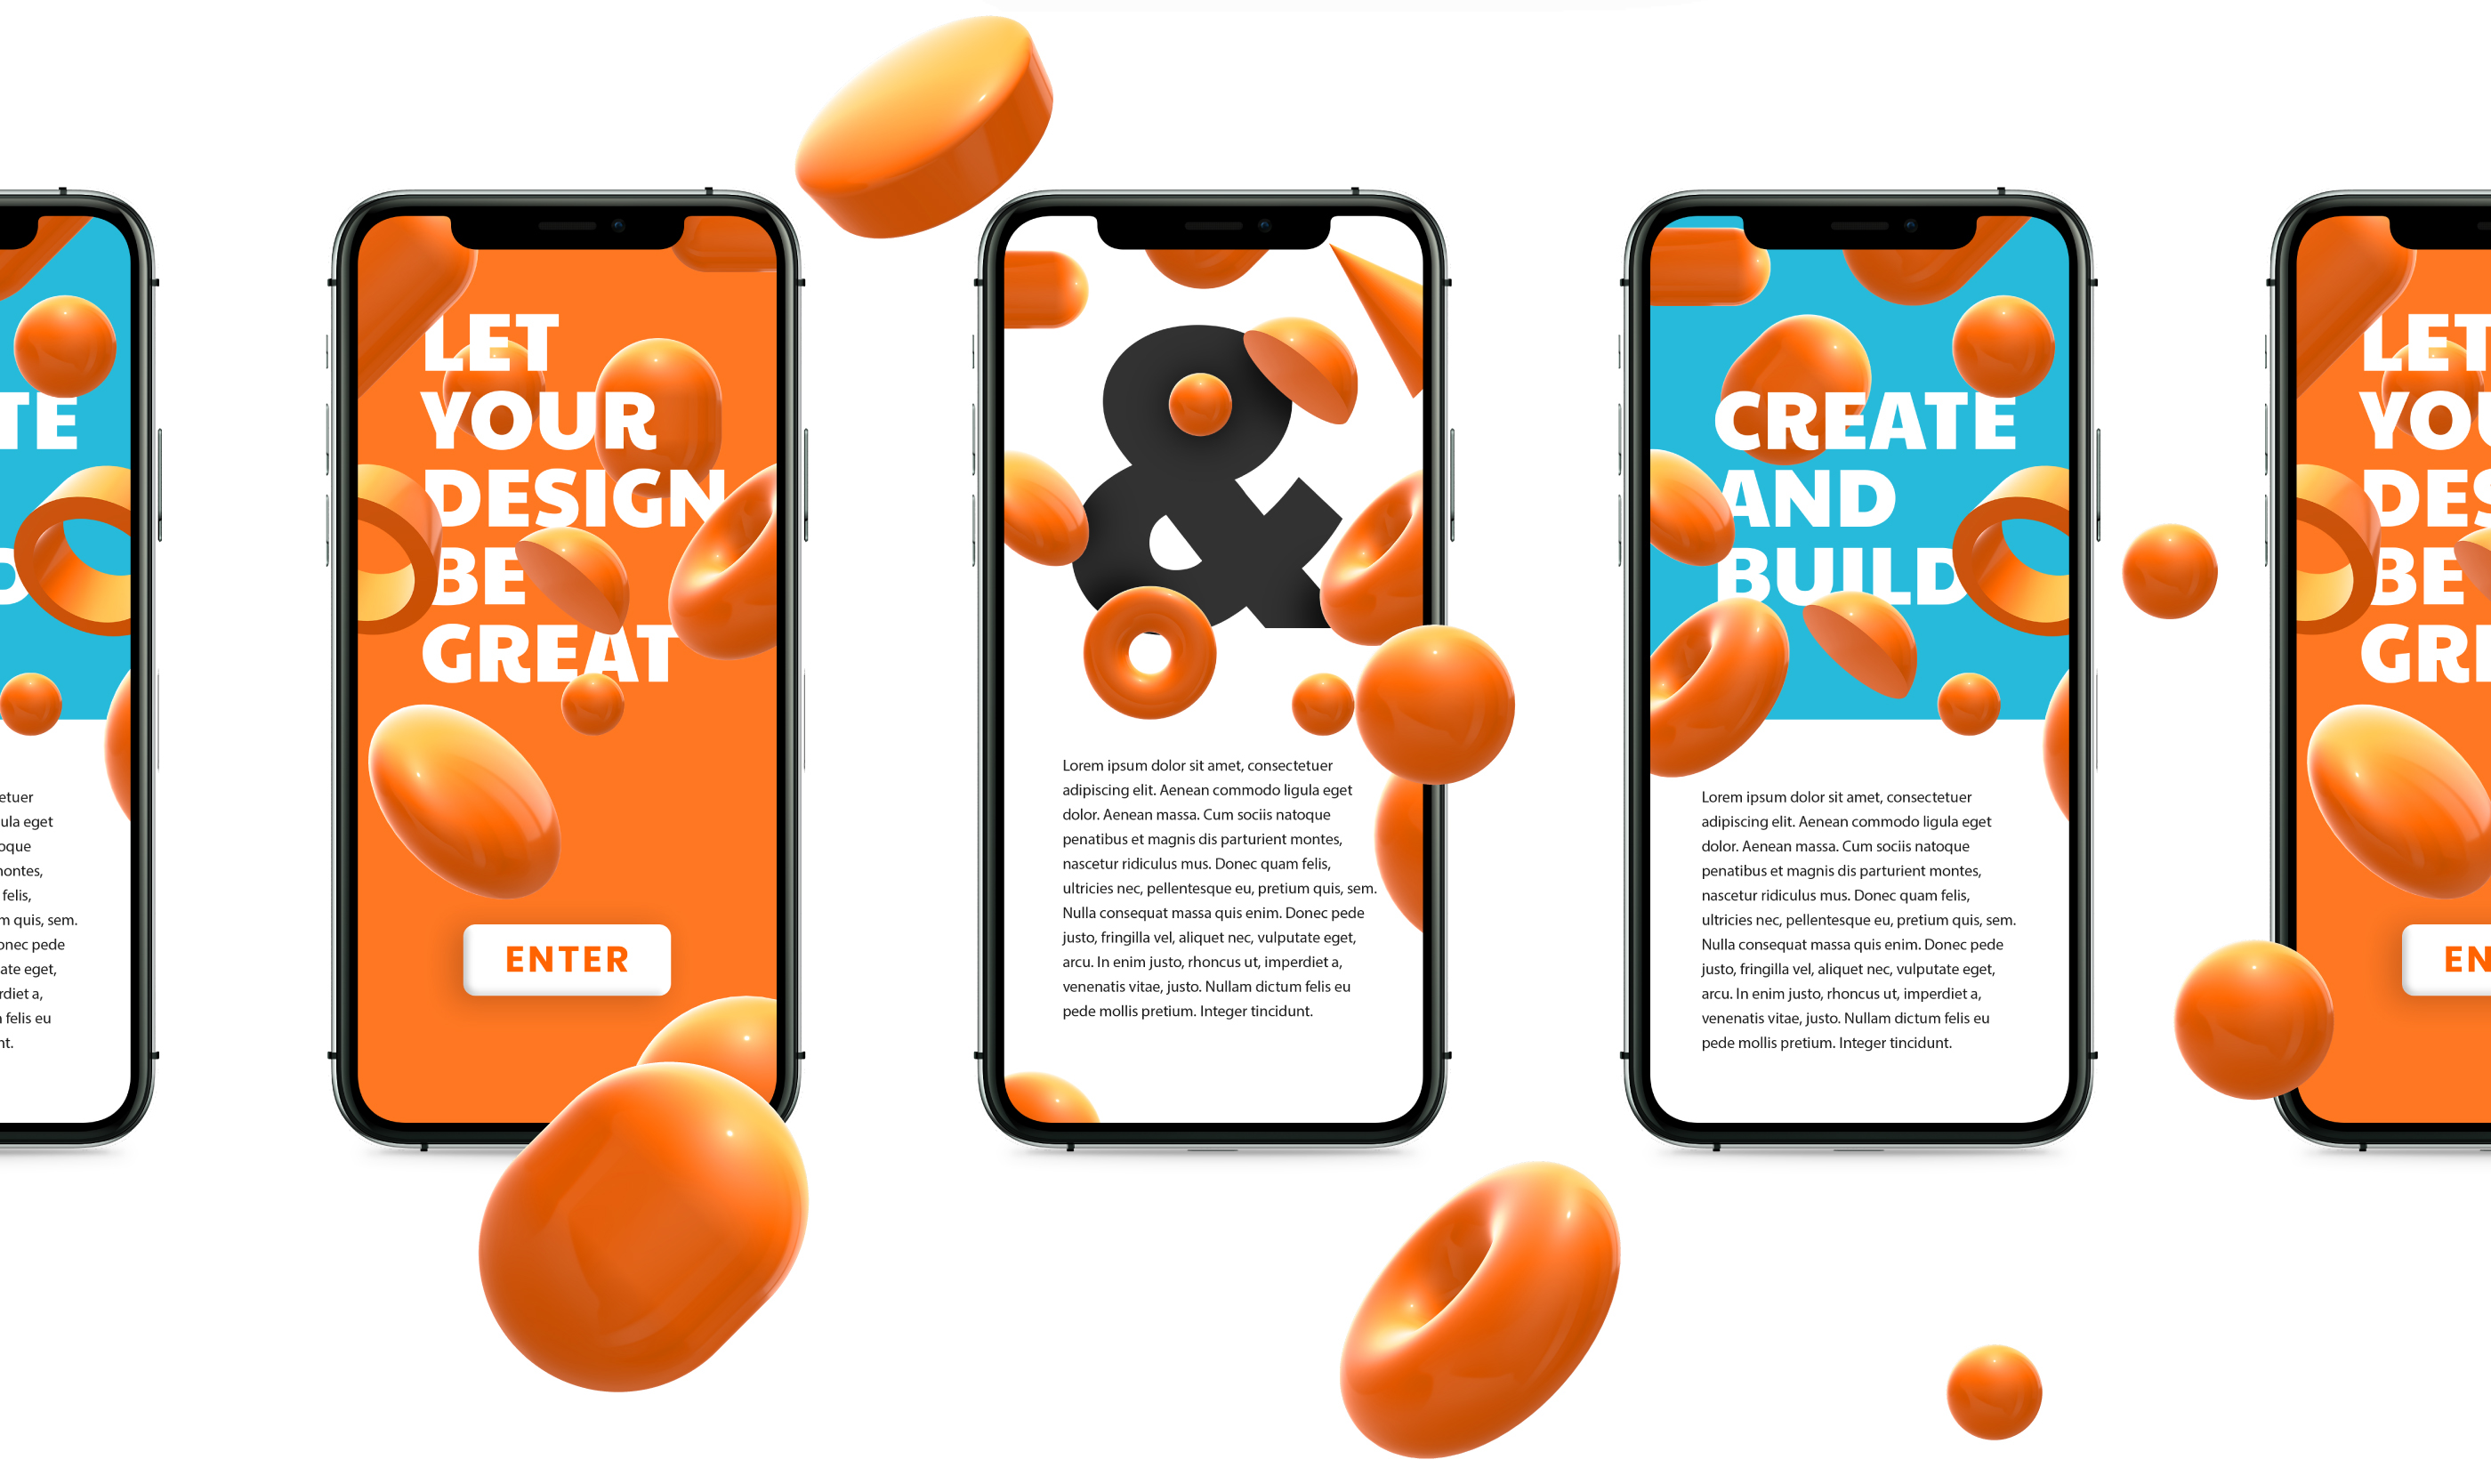 TE
D
etuer
ula eget
oque
nontes,
felis,
m quis, sem.
onec pede
ate eget,
rdiet a,
felis eu
nt.
LET
YOUR
DESIGN
BE
GREAT
ENTER
&
Lorem ipsum dolor sit amet, consectetuer
adipiscing elit. Aenean commodo ligula eget
dolor. Aenean massa. Cum sociis natoque
penatibus et magnis dis parturient montes,
nascetur ridiculus mus. Donec quam felis,
ultricies nec, pellentesque eu, pretium quis, sem.
Nulla consequat massa quis enim. Donec pede
justo, fringilla vel, aliquet nec, vulputate eget,
arcu. In enim justo, rhoncus ut, imperdiet a,
venenatis vitae, justo. Nullam dictum felis eu
pede mollis pretium. Integer tincidunt.
CREATE
AND
BUILD
Lorem ipsum dolor sit amet, consectetuer
adipiscing elit. Aenean commodo ligula eget
dolor. Aenean massa. Cum sociis natoque
penatibus et magnis dis parturient montes,
nascetur ridiculus mus. Donec quam felis,
ultricies nec, pellentesque eu, pretium quis, sem.
Nulla consequat massa quis enim. Donec pede
justo, fringilla vel, aliquet nec, vulputate eget,
arcu. In enim justo, rhoncus ut, imperdiet a,
venenatis vitae, justo. Nullam dictum felis eu
pede mollis pretium. Integer tincidunt.
LET
YOU
DES
BE
GRE
EN